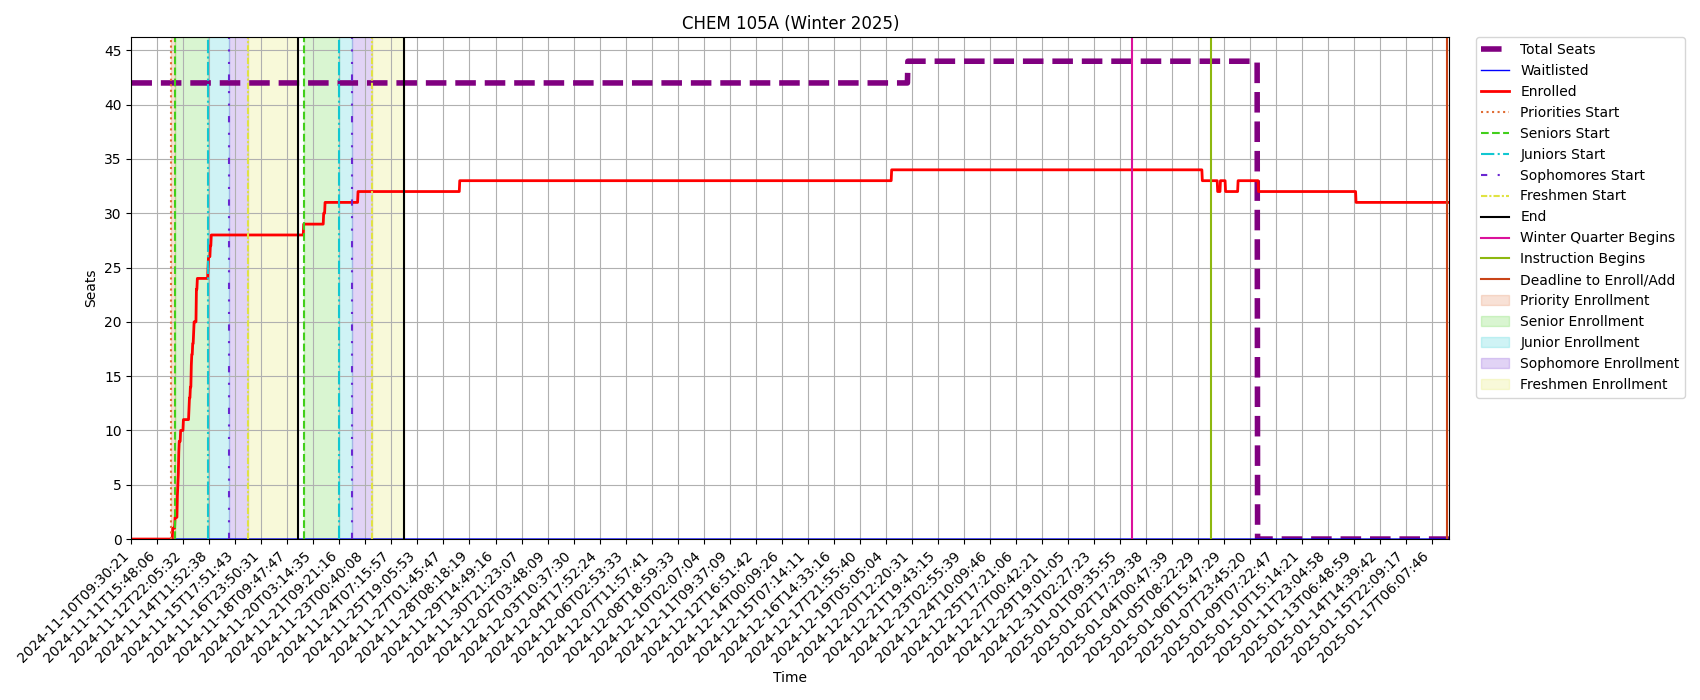 CHEM 105A (Winter 2025)
Seats
45
40
35
30
25
20
15
10
5
0
2024-11-10T09:30:21
2024-11-11T15:48:06
2024-11-12T22:05:32
2024-11-14T11:52:38
2024-11-15T17:51:43
2024-11-16T23:50:31
2024-11-18T09:47:47
2024-11-20T03:14:35
2024-11-21T09:21:16
2024-11-23T00:40:08
2024-11-24T07:15:57
2024-11-25T19:05:53
2024-11-27T01:45:47
2024-11-28T08:18:19
2024-11-29T14:49:16
2024-11-30T21:23:07
2024-12-02T03:48:09
2024-12-03T10:37:30
2024-12-04T17:52:24
2024-12-06T02:53:33
2024-12-07T11:57:41
2024-12-08T18:59:33
2024-12-10T02:07:04
2024-12-11T09:37:09
2024-12-12T16:51:42
2024-12-14T00:09:26
2024-12-15T07:14:11
2024-12-16T14:33:16
2024-12-17T21:55:40
2024-12-19T05:05:04
2024-12-20T12:20:31
2024-12-21T19:43:15
2024-12-23T02:55:39
2024-12-24T10:09:46
2024-12-25T17:21:06
2024-12-27T00:42:21
2024-12-29T19:01:05
2024-12-31T02:27:23
2025-01-01T09:35:55
2025-01-02T17:29:38
2025-01-04T00:47:39
2025-01-05T08:22:29
2025-01-06T15:47:29
2025-01-07T23:45:20
2025-01-09T07:22:47
2025-01-10T15:14:21
2025-01-11T23:04:58
2025-01-13T06:48:59
2025-01-14T14:39:42
2025-01-15T22:09:17
2025-01-17T06:07:46
Time
Total Seats
Waitlisted
Enrolled
Priorities Start
Seniors Start
Juniors Start
Sophomores Start
Freshmen Start
End
Winter Quarter Begins
Instruction Begins
Deadline to Enroll/Add
Priority Enrollment
Senior Enrollment
Junior Enrollment
Sophomore Enrollment
Freshmen Enrollment